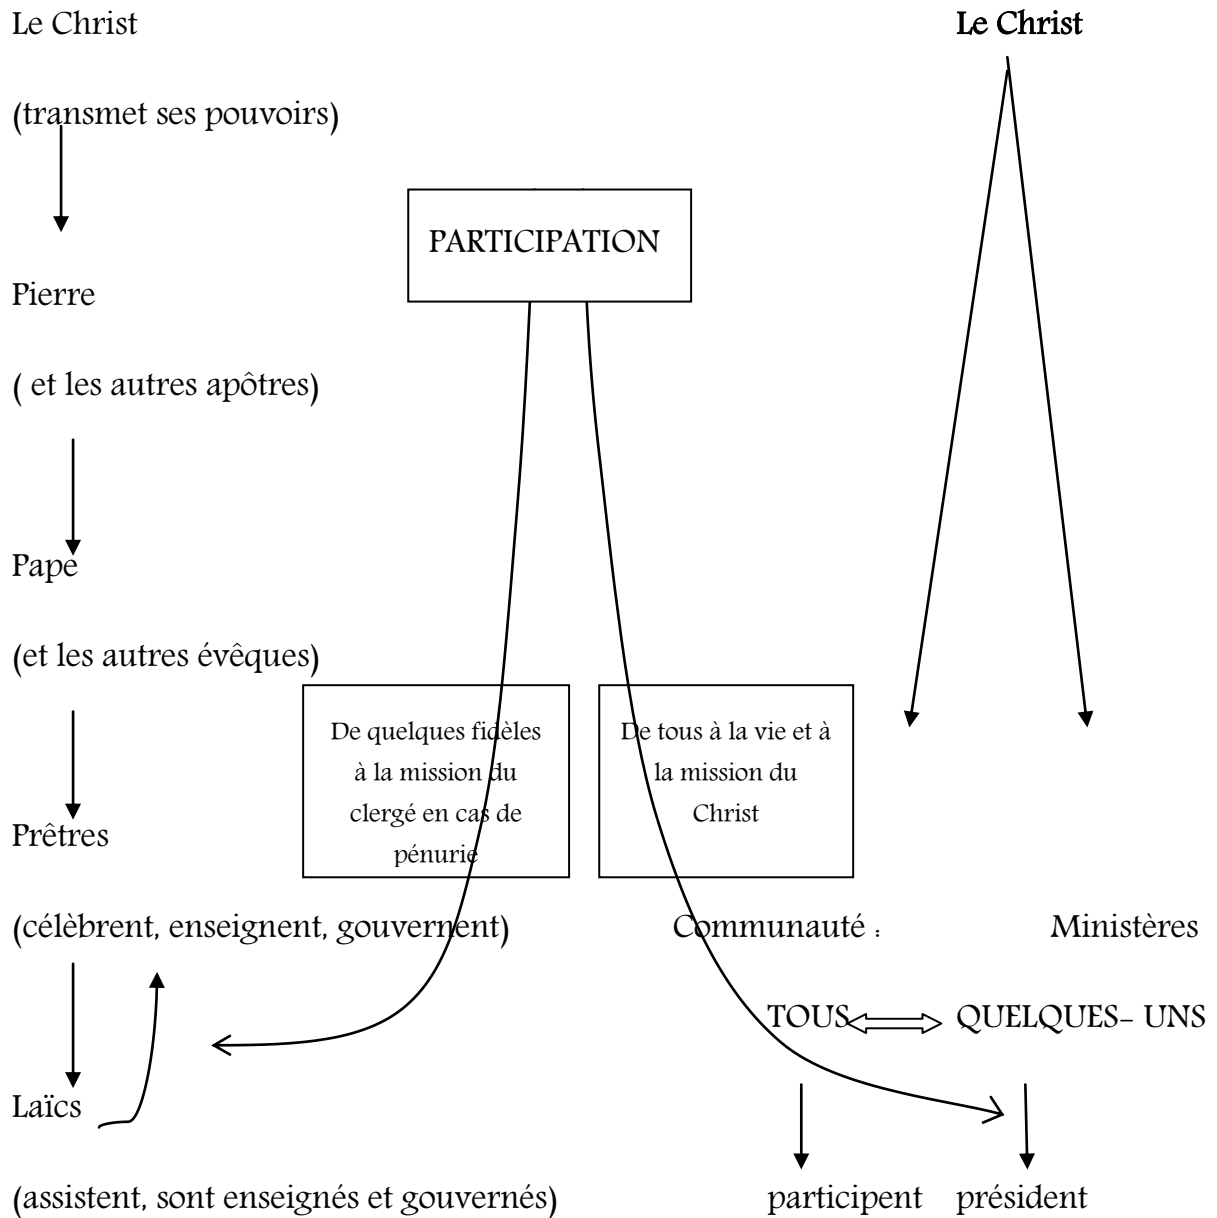 Le Christ
Le Christ
(transmet ses pouvoirs)
PARTICIPATION
Pierre
( et les autres apôtres)
Pape
(et les autres évêques)
De quelques fidèles
à la mission du
clergé en cas de
pénurie
De tous à la vie et à
la mission du
Christ
Prêtres
(célèbrent, enseignent, gouvernent)
Communauté :
Ministères
TOUS
QUELQUES- UNS
Laïcs
(assistent, sont enseignés et gouvernés)
participent
président